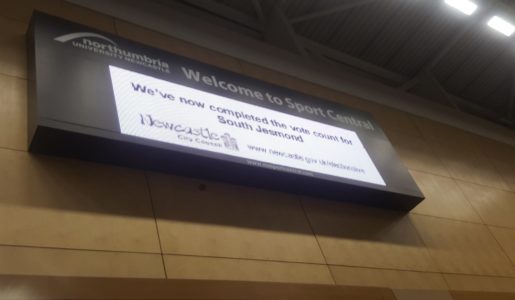 northumbria
UNIVERSITY NEWCASTLE
Welcome to Sport Central
We've now completed the vote count for
South Jesmond
Newcastle
City Council
www.newcastle.gov.uk/electionslive